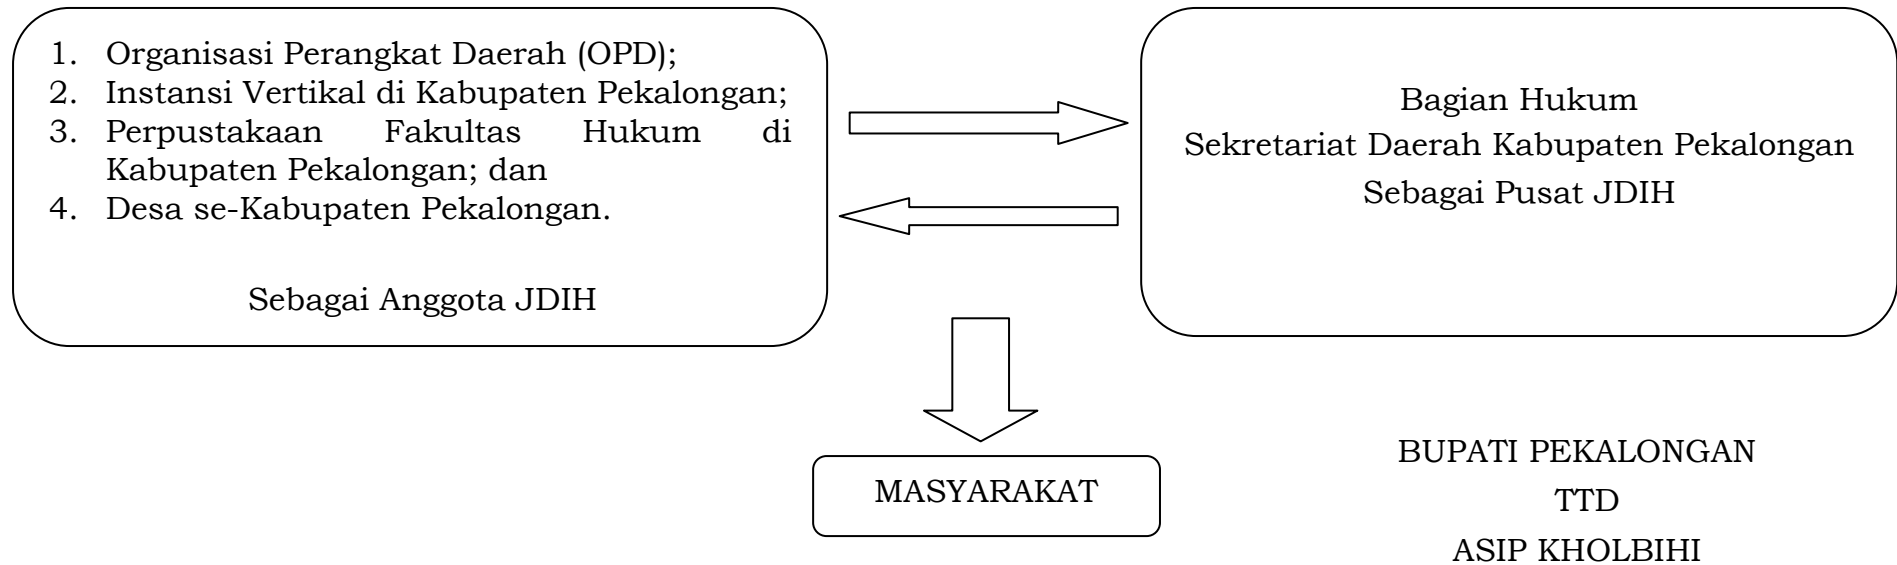 1. Organisasi Perangkat Daerah (OPD);
2. Instansi Vertikal di Kabupaten Pekalongan;
3. Perpustakaan Fakultas Hukum di
Kabupaten Pekalongan; dan
4. Desa se-Kabupaten Pekalongan.
Sebagai Anggota JDIH
Bagian Hukum
Sekretariat Daerah Kabupaten Pekalongan
Sebagai Pusat JDIH
MASYARAKAT
BUPATI PEKALONGAN
TTD
ASIP KHOLBIHI